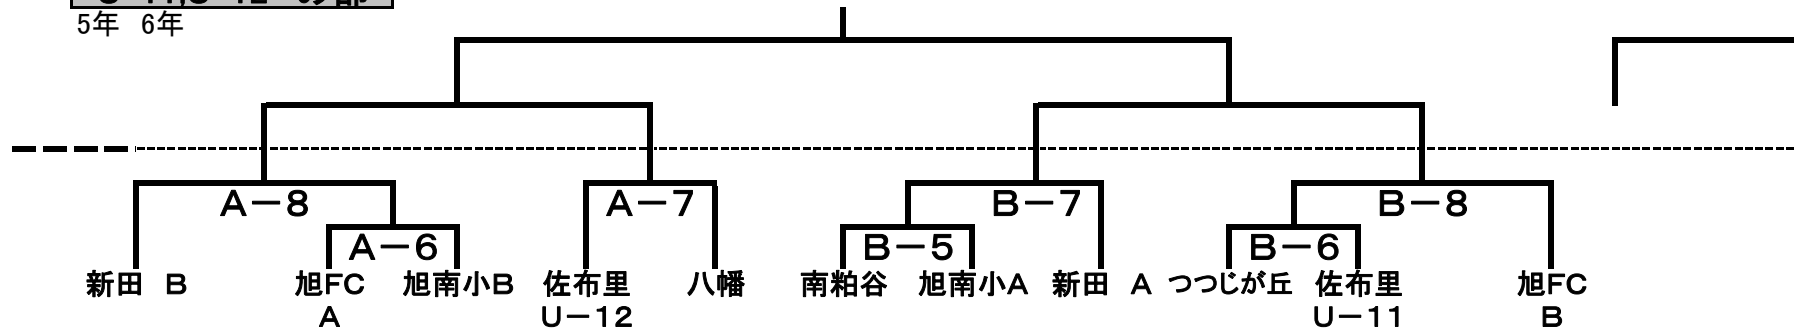 5年 6年
A－8 A－7 B－7 B－8
A－6 B－5 B－6
新田 B 旭FC 旭南小B 佐布里 八幡 南粕谷 旭南小A 新田 A つつじが丘 佐布里 旭FC
A U－12 U－11 B